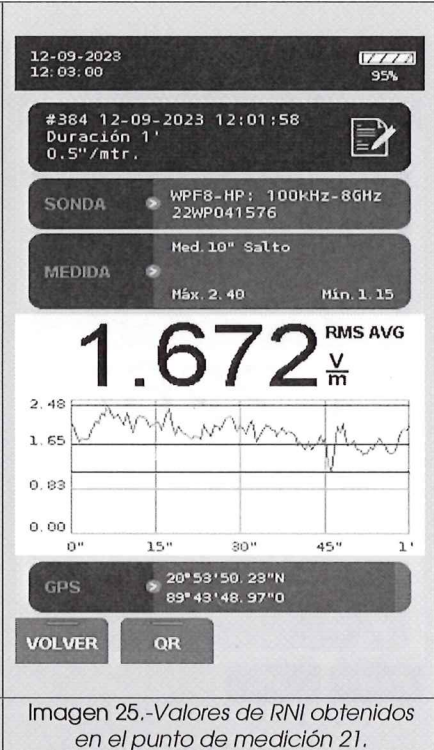 12-09-2023
12:03:00
95%
#384 12-09-2023 12:01:58
Duración 1'
0.5"/mtr.
SONDA
WPF8-HP: 100kHz-8GHz
22WP041576
MEDIDA
Med.10" Salto
Máx.2.40 Mín.1.15
1.672 RMS AVG
V/m
2.48
1.65
0.83
0.00
0" 15" 30" 45" 1'
GPS
20°53'50.23"N
89°43'48.97"O
VOLVER QR
Imagen 25.-Valores de RNI obtenidos
en el punto de medición 21.